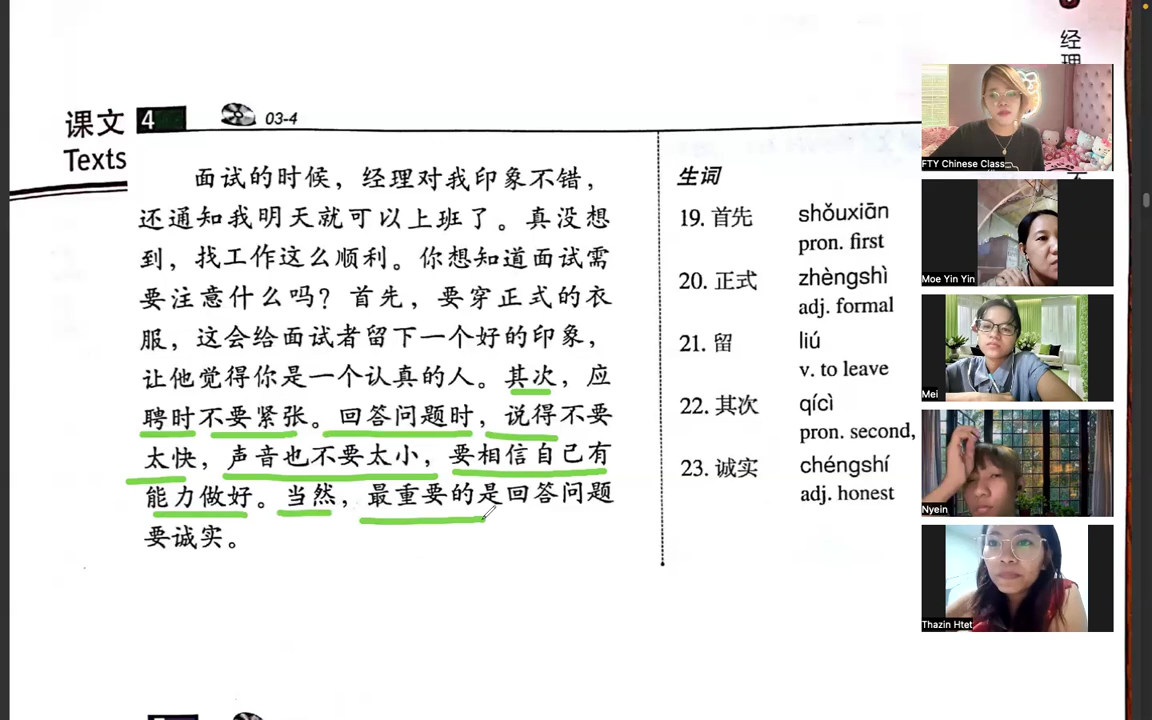 经
理
课文 4
Texts
03-4
面试的时候，经理对我印象不错，
还通知我明天就可以上班了。真没想
到，找工作这么顺利。你想知道面试需
要注意什么吗？首先，要穿正式的衣
服，这会给面试者留下一个好的印象，
让他觉得你是一个认真的人。其次，应
聘时不要紧张。回答问题时，说得不要
太快，声音也不要太小，要相信自己有
能力做好。当然，最重要的是回答问题
要诚实。
生词
19. 首先 shǒuxiān
pron. first
20. 正式 zhèngshì
adj. formal
21. 留 liú
v. to leave
22. 其次 qícì
pron. second,
23. 诚实 chéngshí
adj. honest
FTY Chinese Class
Moe Yin Yin
Mei
Nyein
Thazin Htet